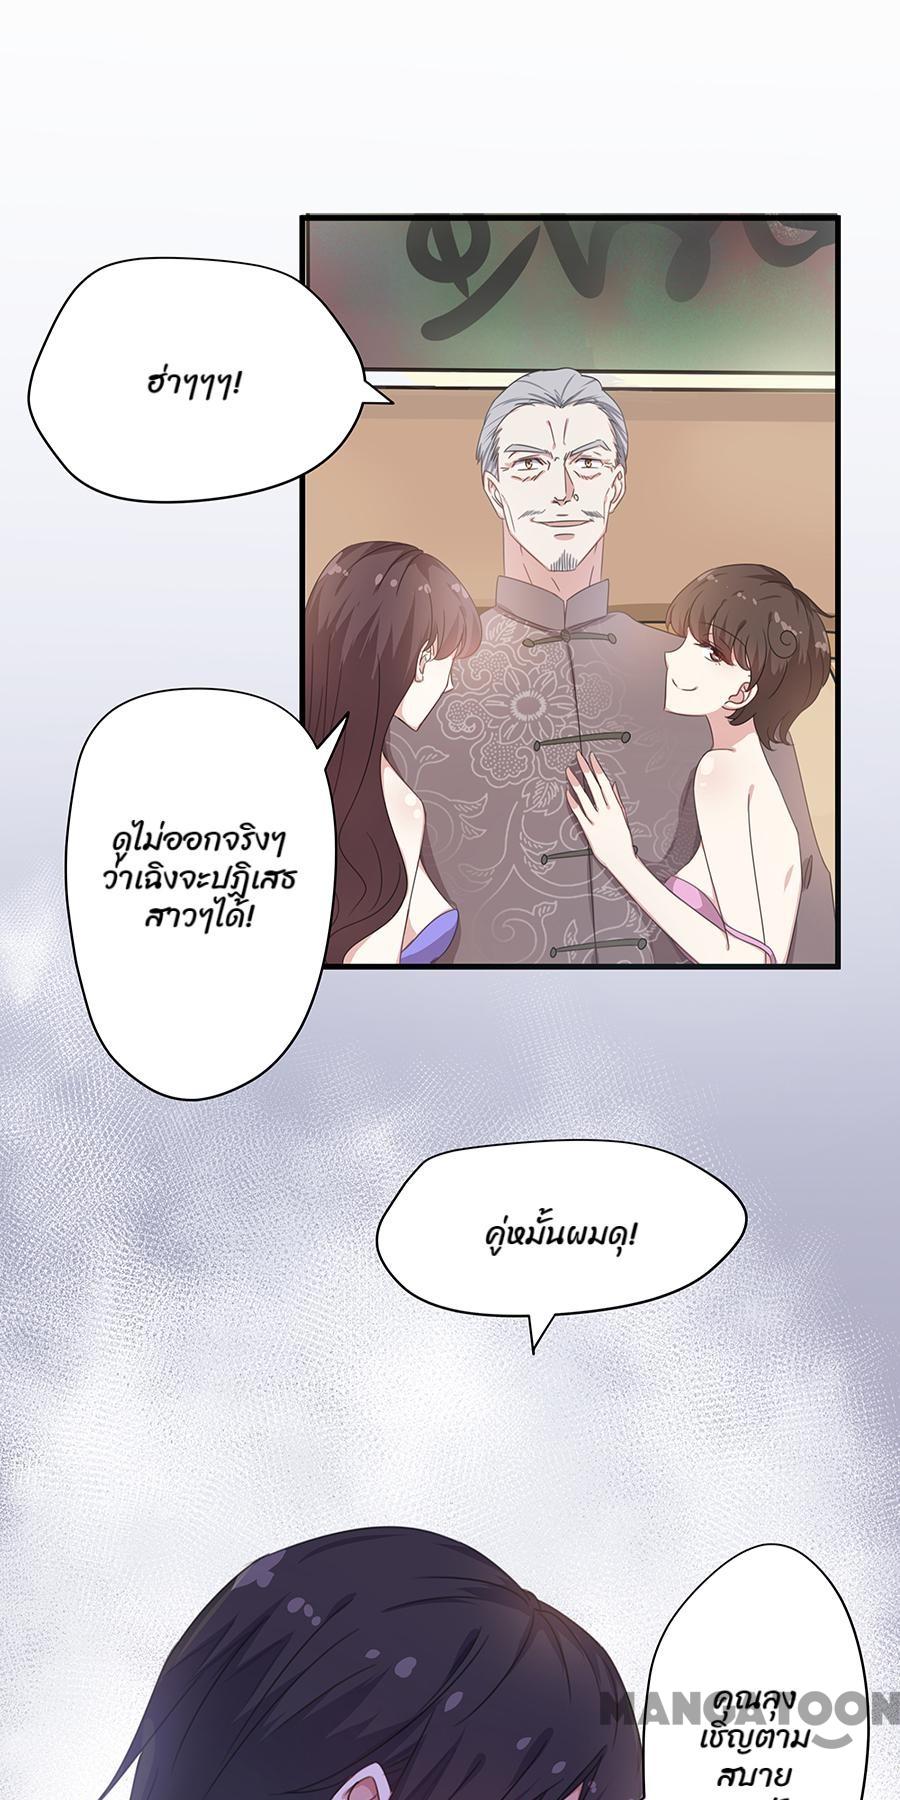 ฮ่าๆๆๆ!
ดูไม่ออกจริงๆ
ว่าเฉิงจะปฏิเสธ
สาวๆได้!
คู่หมั้นผมดุ!
MANGATOON
คุณลุง
เชิญตาม
สบาย